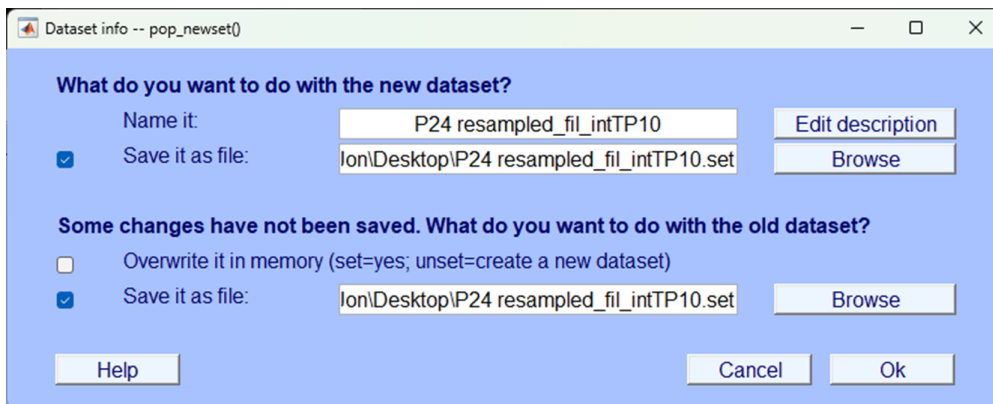 Dataset info -- pop_newset()
What do you want to do with the new dataset?
Name it: P24 resampled_fil_intTP10 Edit description
Save it as file: lon\Desktop\P24 resampled_fil_intTP10.set Browse
Some changes have not been saved. What do you want to do with the old dataset?
Overwrite it in memory (set=yes; unset=create a new dataset)
Save it as file: lon\Desktop\P24 resampled_fil_intTP10.set Browse
Help Cancel Ok